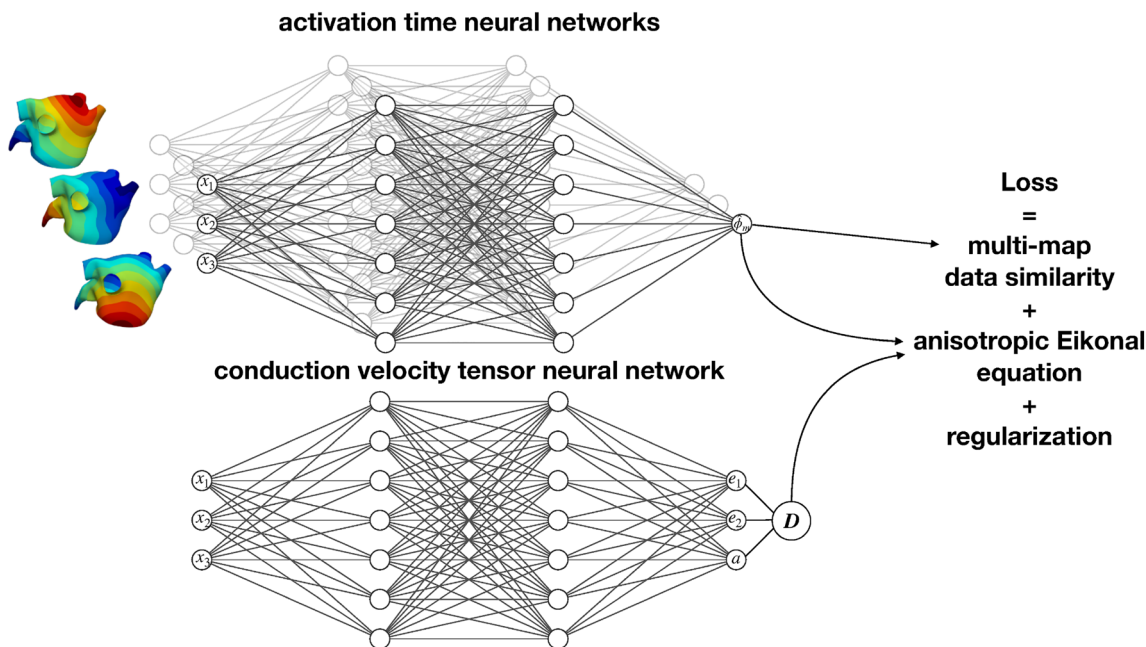 activation time neural networks
x₁
x₂
x₃
ϕₘ
Loss
=
multi-map
data similarity
+
anisotropic Eikonal
equation
+
regularization
conduction velocity tensor neural network
x₁
x₂
x₃
e₁
e₂
a
D